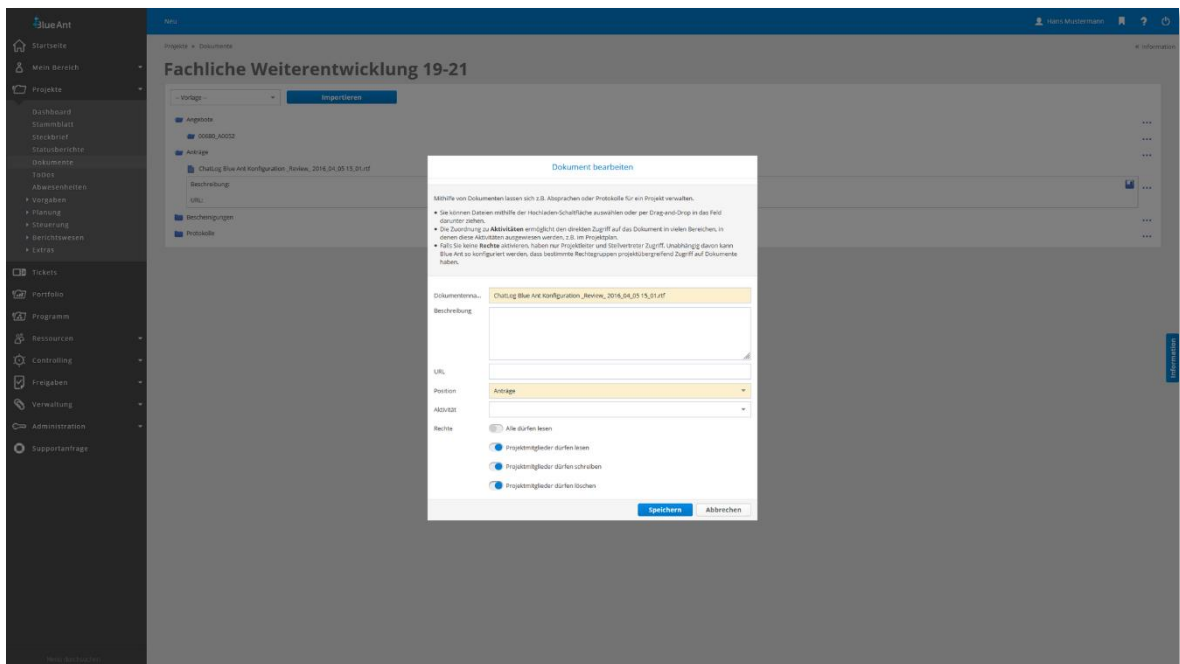 BlueAnt
Neu
Hans Mustermann
Startseite
Mein Bereich
Projekte
Dashboard
Stammblatt
Steckbrief
Statusberichte
Dokumente
ToDos
Abwesenheiten
Vorgaben
Planung
Steuerung
Berichtswesen
Extras
Tickets
Portfolio
Programm
Ressourcen
Controlling
Freigaben
Verwaltung
Administration
Supportanfrage
Projekte » Dokumente
Information
Fachliche Weiterentwicklung 19-21
-- Vorlage --
Importieren
Angebote
Anträge
ChatLog Blue Ant Konfiguration _Review_ 2016_04_05 15_01.rtf
Beschreibung:
URL:
Bescheinigungen
Protokolle
Information
Dokument bearbeiten
Mithilfe von Dokumenten lassen sich z.B. Absprachen oder Protokolle für ein Projekt verwalten.
• Sie können Dateien mithilfe der Hochladen-Schaltfläche auswählen oder per Drag-and-Drop in das Feld
darunter ziehen.
• Die Zuordnung zu Aktivitäten ermöglicht den direkten Zugriff auf das Dokument in vielen Bereichen, in
denen diese Aktivitäten ausgewiesen werden, z.B. im Projektplan.
• Falls Sie keine Rechte aktivieren, haben nur Projektleiter und Stellvertreter Zugriff. Unabhängig davon kann
Blue Ant so konfiguriert werden, dass bestimmte Rechtegruppen projektübergreifend Zugriff auf Dokumente
haben.
Dokumentenna... ChatLog Blue Ant Konfiguration _Review_ 2016_04_05 15_01.rtf
Beschreibung
URL
Position Anträge
Aktivität
Rechte Alle dürfen lesen
Projektmitglieder dürfen lesen
Projektmitglieder dürfen schreiben
Projektmitglieder dürfen löschen
Speichern Abbrechen